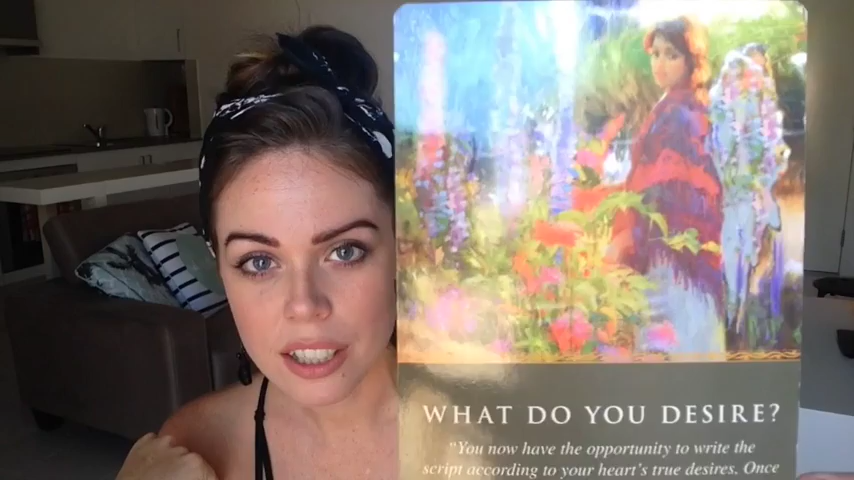 WHAT DO YOU DESIRE?
"You now have the opportunity to write the
script according to your heart's true desires. Once